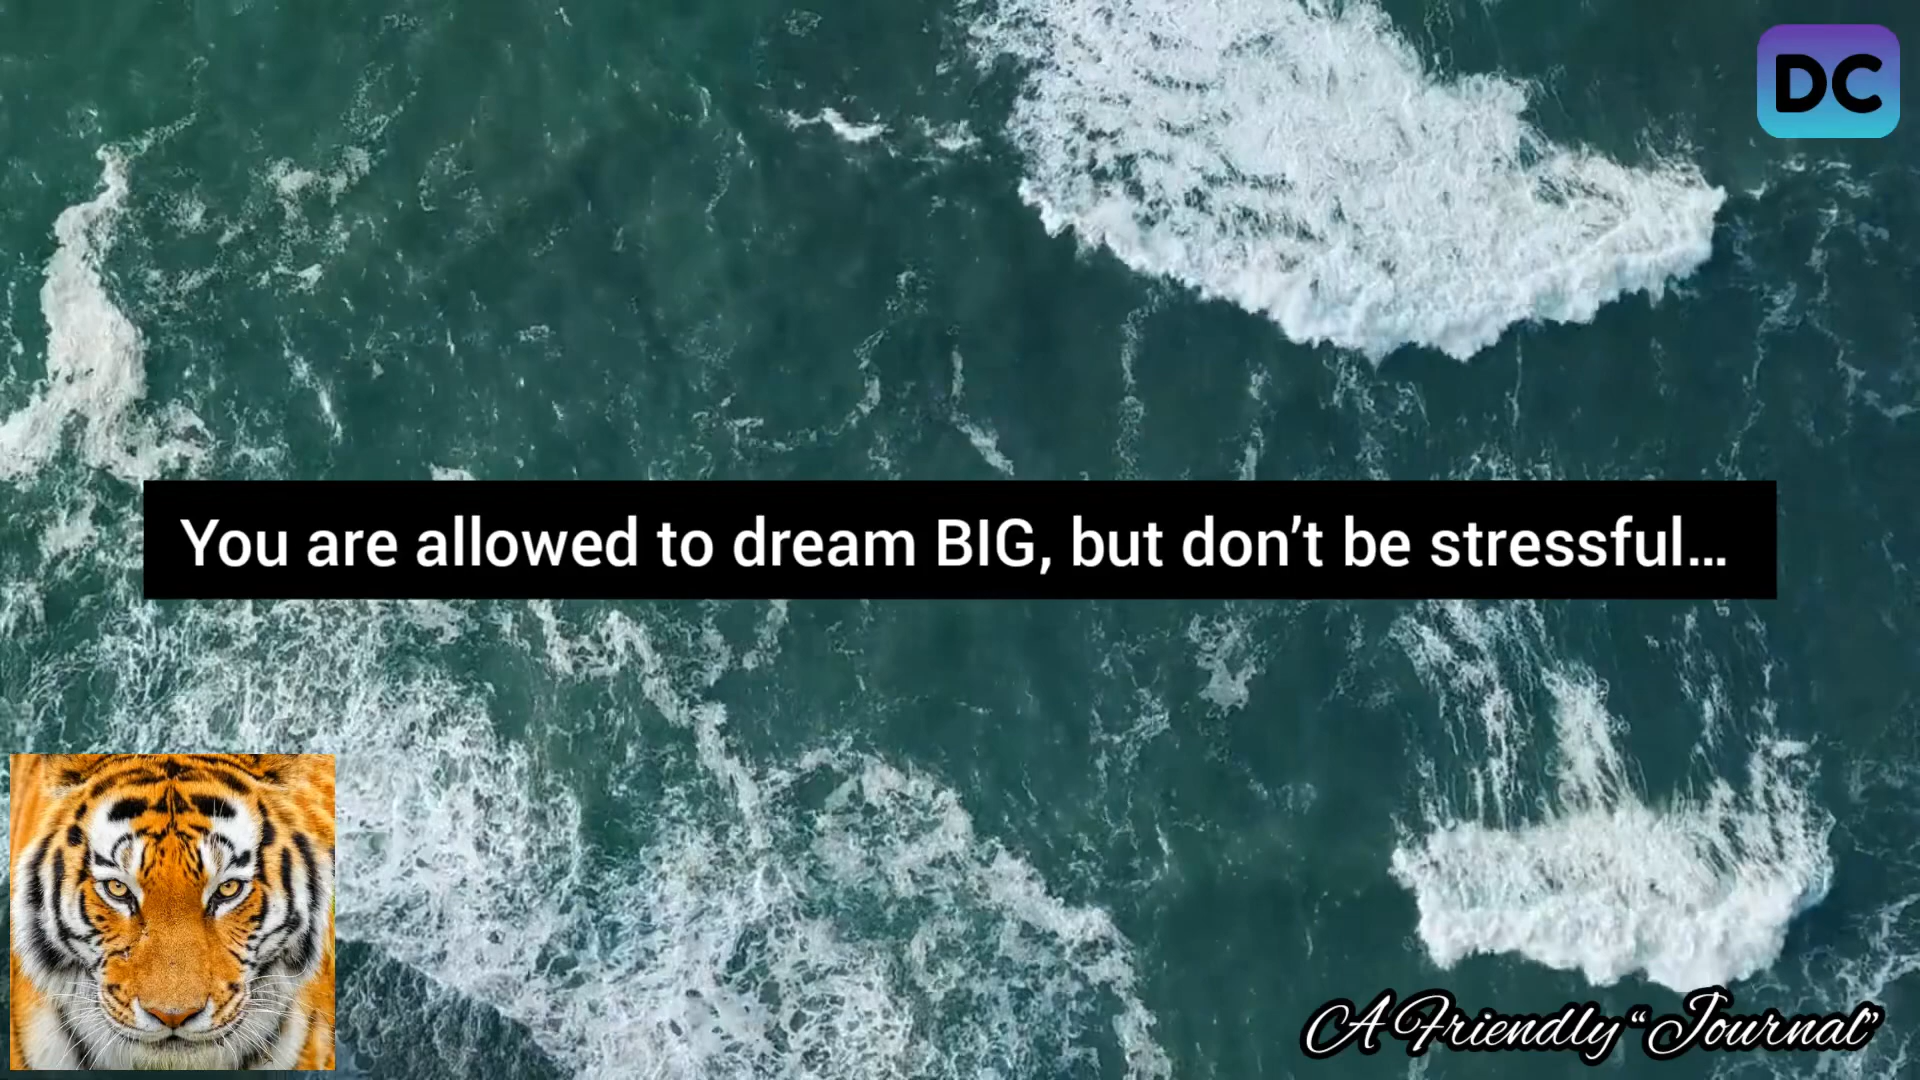 DC
You are allowed to dream BIG, but don’t be stressful...
A Friendly “Journal”